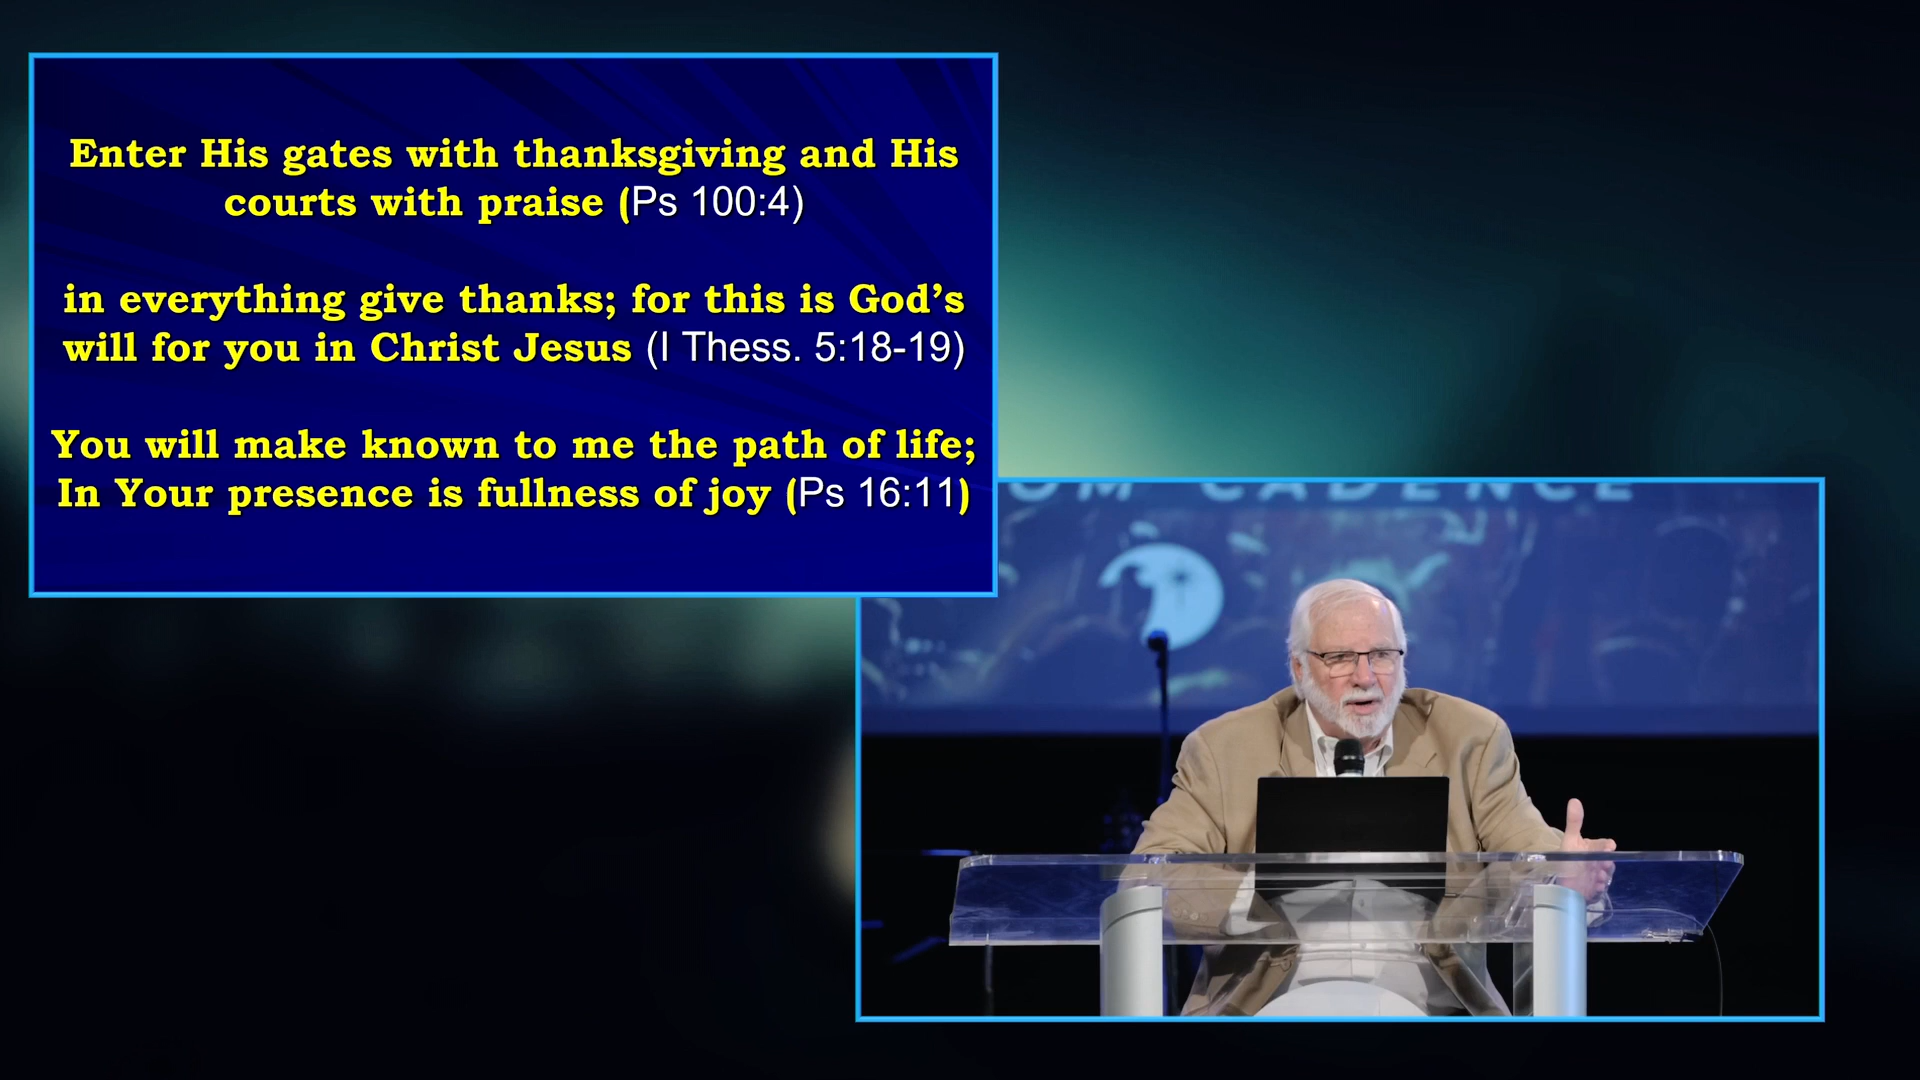 Enter His gates with thanksgiving and His
courts with praise (Ps 100:4)
in everything give thanks; for this is God’s
will for you in Christ Jesus (I Thess. 5:18-19)
You will make known to me the path of life;
In Your presence is fullness of joy (Ps 16:11)
CADENCE